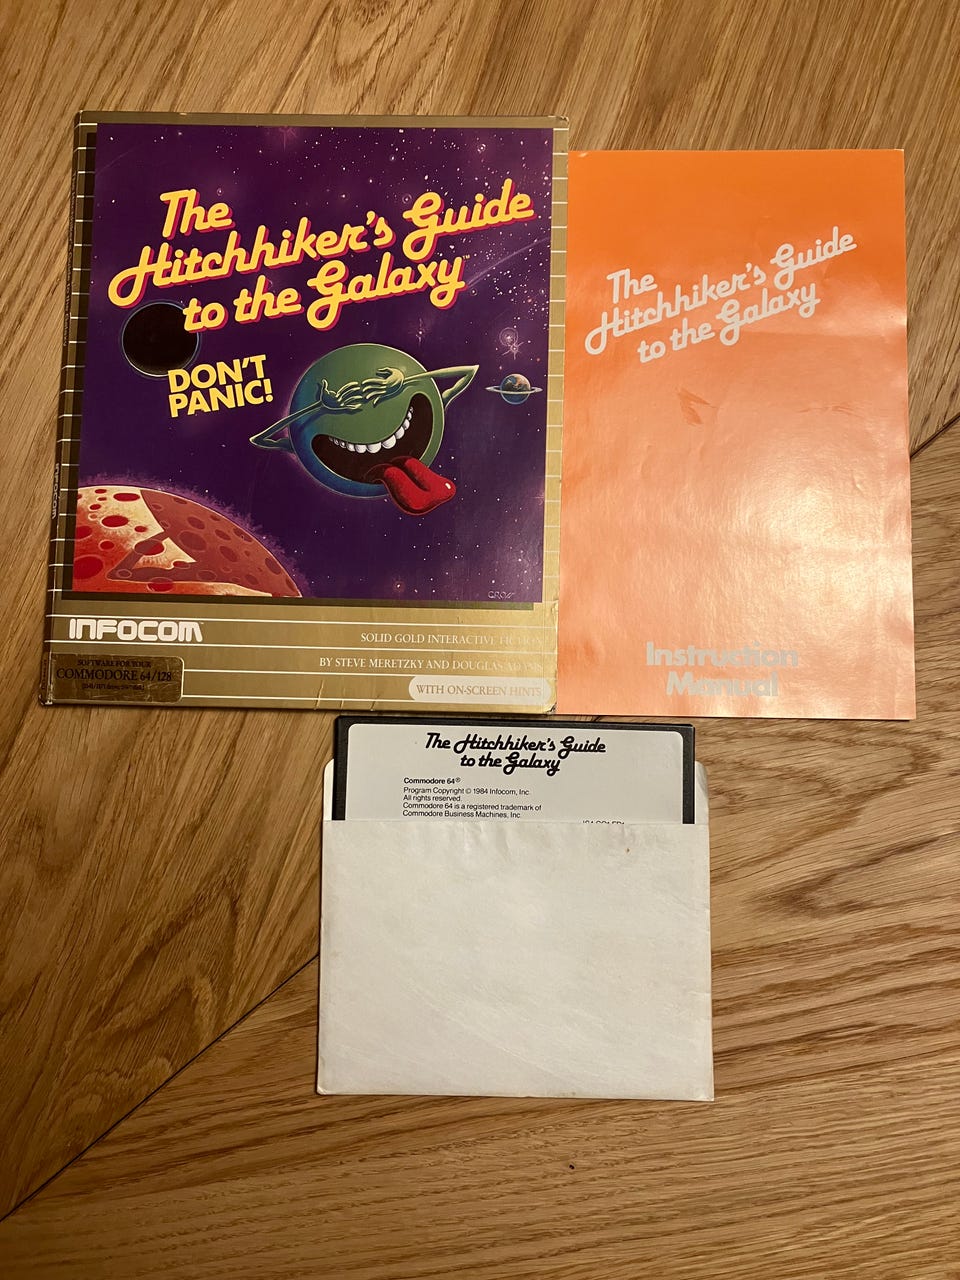 The
Hitchhiker's Guide
to the Galaxy
DON'T
PANIC!
CROW
INFOCOM
SOLID GOLD INTERACTIVE FICTION
BY STEVE MERETZKY AND DOUGLAS ADAMS
WITH ON-SCREEN HINTS
SOFTWARE FOR YOUR
COMMODORE 64/128
INFOCOM
The
Hitchhiker's Guide
to the Galaxy
Instruction
Manual
The Hitchhiker's Guide
to the Galaxy
Commodore 64®
Program Copyright © 1984 Infocom, Inc.
All rights reserved.
Commodore 64 is a registered trademark of
Commodore Business Machines, Inc.